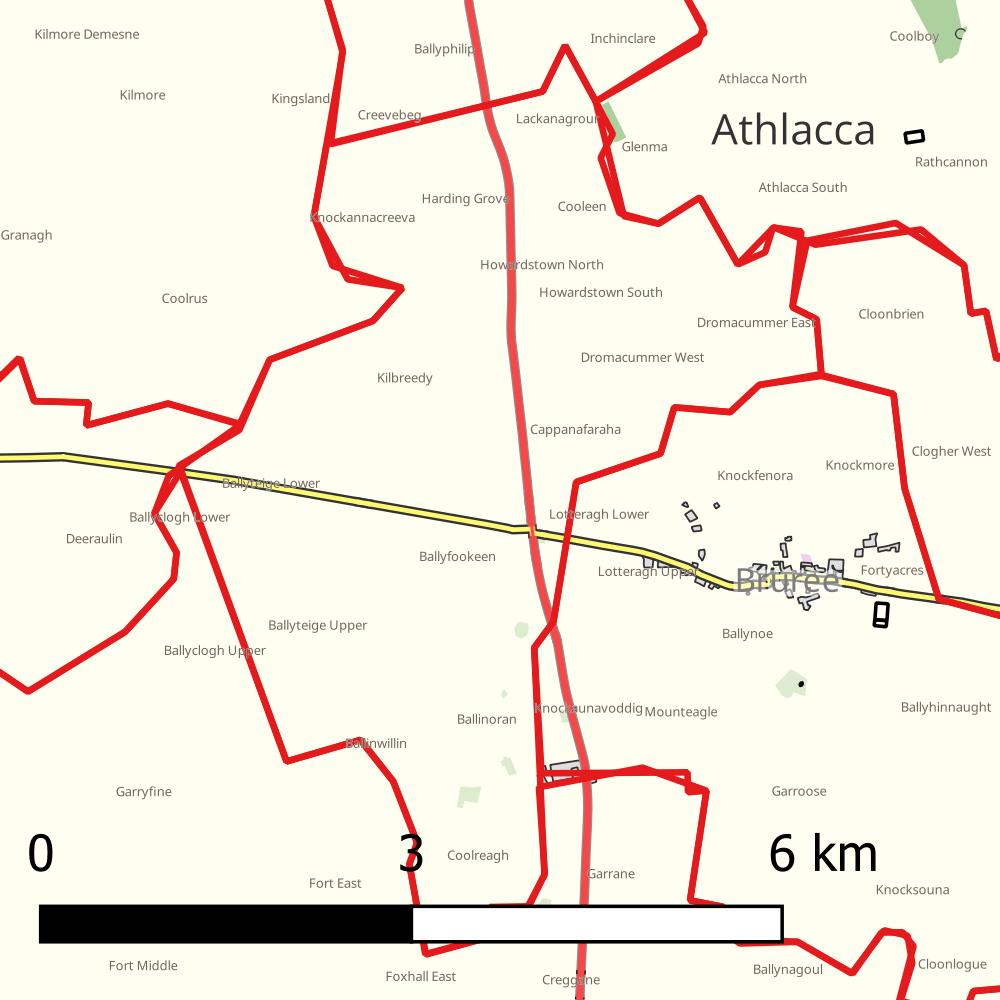 Kilmore Demesne
Coolboy
Inchinclare
Ballyphilip
Athlacca North
Kilmore
Kingsland
Creevebeg
Lackanagrour
Athlacca
Glenma
Rathcannon
Athlacca South
Harding Grove
Cooleen
Knockannacreeva
Granagh
Howardstown North
Coolrus
Howardstown South
Cloonbrien
Dromacummer East
Dromacummer West
Kilbreedy
Cappanafaraha
Clogher West
Knockmore
Knockfenora
Ballyteige Lower
Ballyslogh Lower
Lotteragh Lower
Deeraulin
Ballyfookeen
Lotteragh Upper
Fortyacres
Bruree
Ballyteige Upper
Ballynoe
Ballyclogh Upper
Knockaunavoddig
Mounteagle
Ballyhinnaught
Ballinoran
Ballinwillin
Garryfine
Garroose
0
3
6 km
Coolreagh
Garrane
Fort East
Knocksouna
Fort Middle
Cloonlogue
Ballynagoul
Foxhall East
Creggane